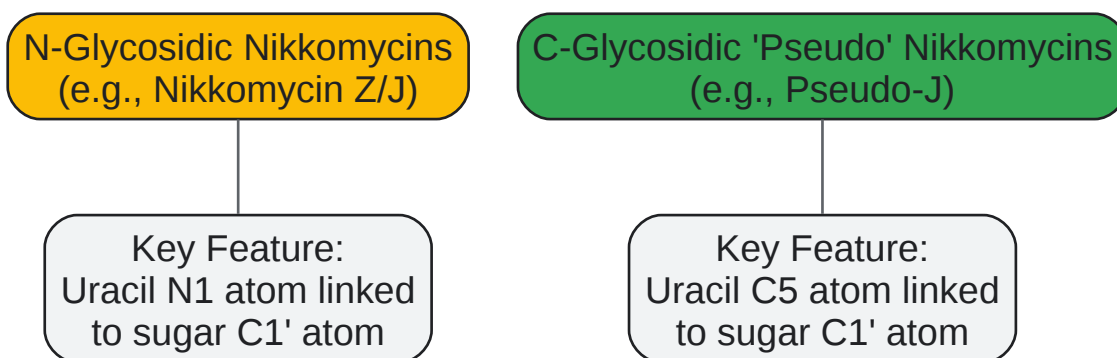 N-Glycosidic Nikkomycins
(e.g., Nikkomycin Z/J)
C-Glycosidic 'Pseudo' Nikkomycins
(e.g., Pseudo-J)
Key Feature:
Uracil N1 atom linked
to sugar C1' atom
Key Feature:
Uracil C5 atom linked
to sugar C1' atom